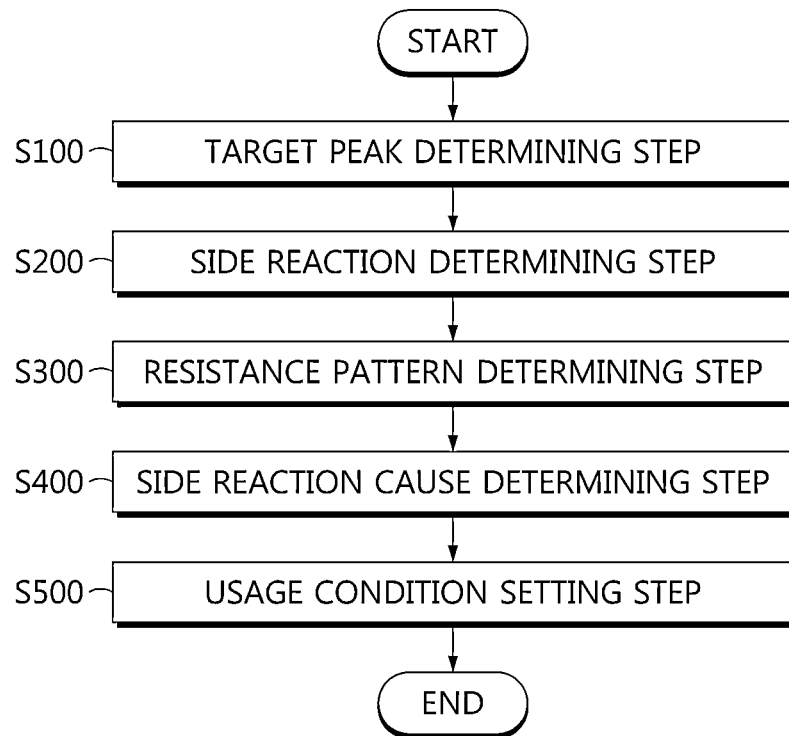 START
S100 TARGET PEAK DETERMINING STEP
S200 SIDE REACTION DETERMINING STEP
S300 RESISTANCE PATTERN DETERMINING STEP
S400 SIDE REACTION CAUSE DETERMINING STEP
S500 USAGE CONDITION SETTING STEP
END